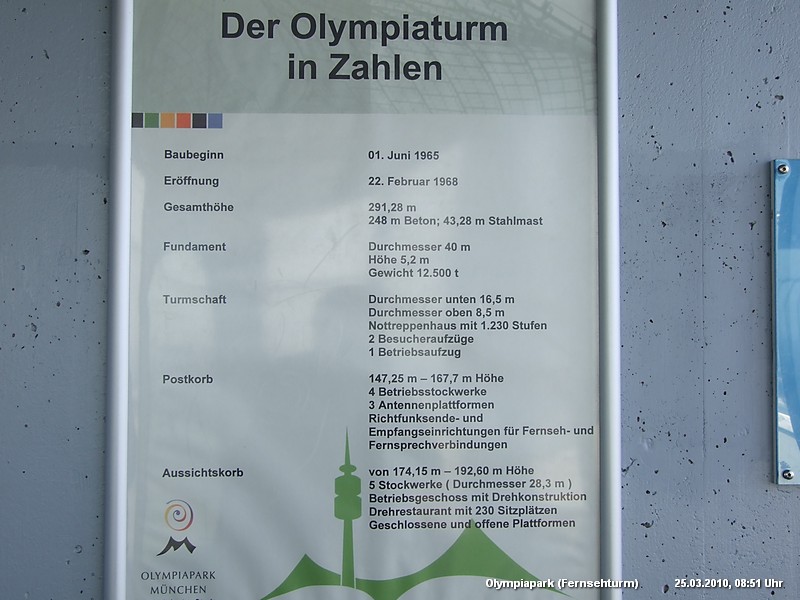 Der Olympiaturm
in Zahlen
Baubeginn 01. Juni 1965
Eröffnung 22. Februar 1968
Gesamthöhe 291,28 m
248 m Beton; 43,28 m Stahlmast
Fundament Durchmesser 40 m
Höhe 5,2 m
Gewicht 12.500 t
Turmschaft Durchmesser unten 16,5 m
Durchmesser oben 8,5 m
Nottreppenhaus mit 1.230 Stufen
2 Besucheraufzüge
1 Betriebsaufzug
Postkorb 147,25 m – 167,7 m Höhe
4 Betriebsstockwerke
3 Antennenplattformen
Richtfunksende- und
Empfangseinrichtungen für Fernseh- und
Fernsprechverbindungen
Aussichtskorb von 174,15 m – 192,60 m Höhe
5 Stockwerke ( Durchmesser 28,3 m )
Betriebsgeschoss mit Drehkonstruktion
Drehrestaurant mit 230 Sitzplätzen
Geschlossene und offene Plattformen
OLYMPIAPARK
MÜNCHEN
Olympiapark (Fernsehturm) 25.03.2010, 08:51 Uhr